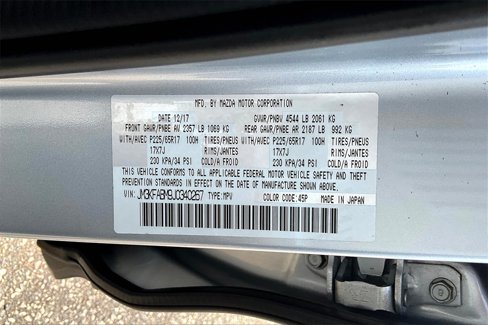 MFD. BY MAZDA MOTOR CORPORATION
DATE 12/17 GVWR/PNBV 4544 LB 2061 KG
FRONT GAWR/PNBE AV 2357 LB 1069 KG REAR GAWR/PNBE AR 2187 LB 992 KG
WITH/AVEC P225/65R17 100H TIRES/PNEUS WITH/AVEC P225/65R17 100H TIRES/PNEUS
17X7J RIMS/JANTES 17X7J RIMS/JANTES
230 KPA/34 PSI COLD/A FROID 230 KPA/34 PSI COLD/A FROID
THIS VEHICLE CONFORMS TO ALL APPLICABLE FEDERAL MOTOR VEHICLE SAFETY AND THEFT
PREVENTION STANDARDS IN EFFECT ON THE DATE OF MANUFACTURE SHOWN ABOVE.
VIN: JM3KFABM9J0340267 TYPE:MPV COLOR CODE:45P MADE IN JAPAN